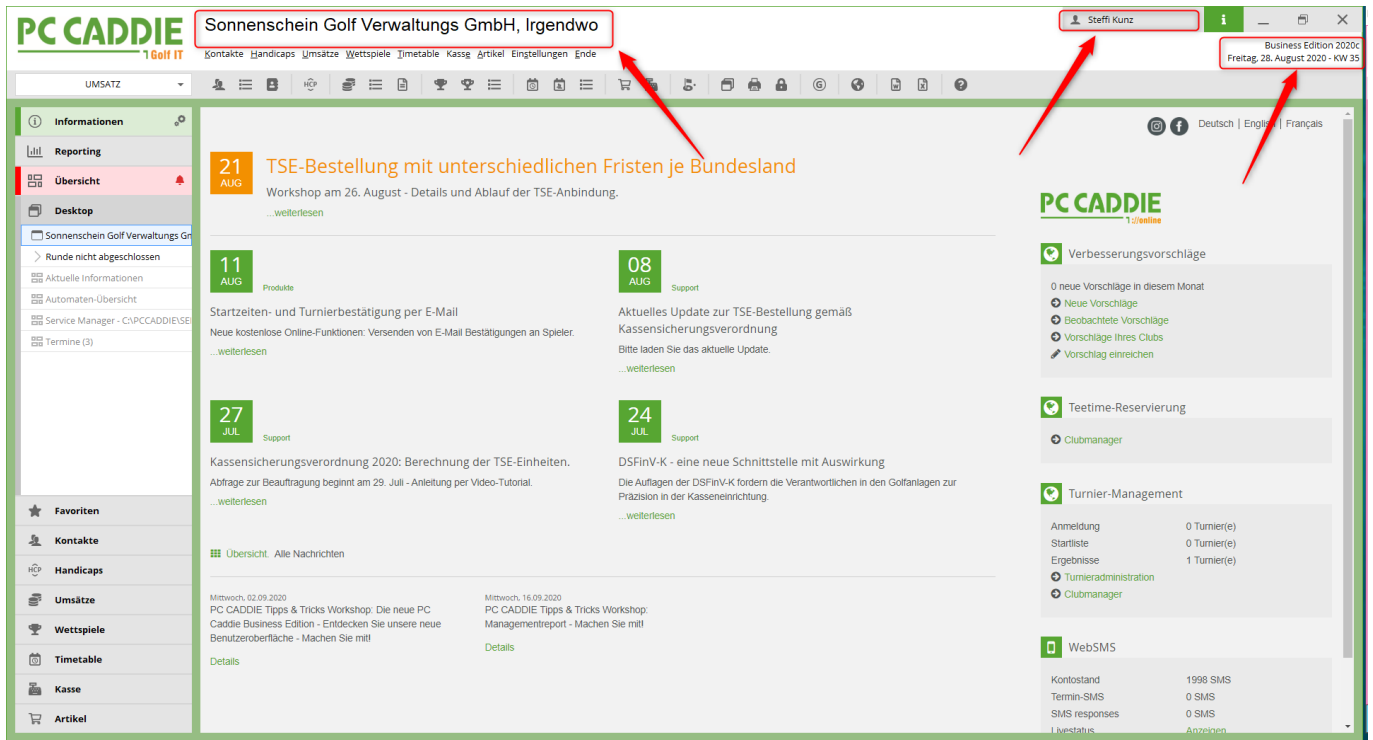 PC CADDIE
Golf IT
Sonnenschein Golf Verwaltungs GmbH, Irgendwo
Steffi Kunz
i
Kontakte Handicaps Umsätze Wettspiele Timetable Kasse Artikel Einstellungen Ende
Business Edition 2020c
Freitag, 28. August 2020 - KW 35
UMSATZ
HCP
Informationen
Reporting
Übersicht
Desktop
Sonnenschein Golf Verwaltungs Gm
Runde nicht abgeschlossen
Aktuelle Informationen
Automaten-Übersicht
Service Manager - C:\PCCADDIE\SEI
Termine (3)
Favoriten
Kontakte
HCP Handicaps
Umsätze
Wettspiele
Timetable
Kasse
Artikel
Deutsch | English | Français
21
AUG
TSE-Bestellung mit unterschiedlichen Fristen je Bundesland
Workshop am 26. August - Details und Ablauf der TSE-Anbindung.
...weiterlesen
11
AUG
Produkte
Startzeiten- und Turnierbestätigung per E-Mail
Neue kostenlose Online-Funktionen: Versenden von E-Mail Bestätigungen an Spieler.
...weiterlesen
08
AUG
Support
Aktuelles Update zur TSE-Bestellung gemäß
Kassensicherungsverordnung
Bitte laden Sie das aktuelle Update.
...weiterlesen
27
JUL
Support
Kassensicherungsverordnung 2020: Berechnung der TSE-Einheiten.
Abfrage zur Beauftragung beginnt am 29. Juli - Anleitung per Video-Tutorial.
...weiterlesen
24
JUL
Support
DSFinV-K - eine neue Schnittstelle mit Auswirkung
Die Auflagen der DSFinV-K fordern die Verantwortlichen in den Golfanlagen zur
Präzision in der Kasseneinrichtung.
...weiterlesen
Übersicht. Alle Nachrichten
Mittwoch, 02.09.2020
PC CADDIE Tipps & Tricks Workshop: Die neue PC
Caddie Business Edition - Entdecken Sie unsere neue
Benutzeroberfläche - Machen Sie mit!
Details
Mittwoch, 16.09.2020
PC CADDIE Tipps & Tricks Workshop:
Managementreport - Machen Sie mit!
Details
PC CADDIE
://online
Verbesserungsvorschläge
0 neue Vorschläge in diesem Monat
Neue Vorschläge
Beobachtete Vorschläge
Vorschläge Ihres Clubs
Vorschlag einreichen
Teetime-Reservierung
Clubmanager
Turnier-Management
Anmeldung 0 Turnier(e)
Startliste 0 Turnier(e)
Ergebnisse 1 Turnier(e)
Turnieradministration
Clubmanager
WebSMS
Kontostand 1998 SMS
Termin-SMS 0 SMS
SMS responses 0 SMS
Livestatus Anzeigen